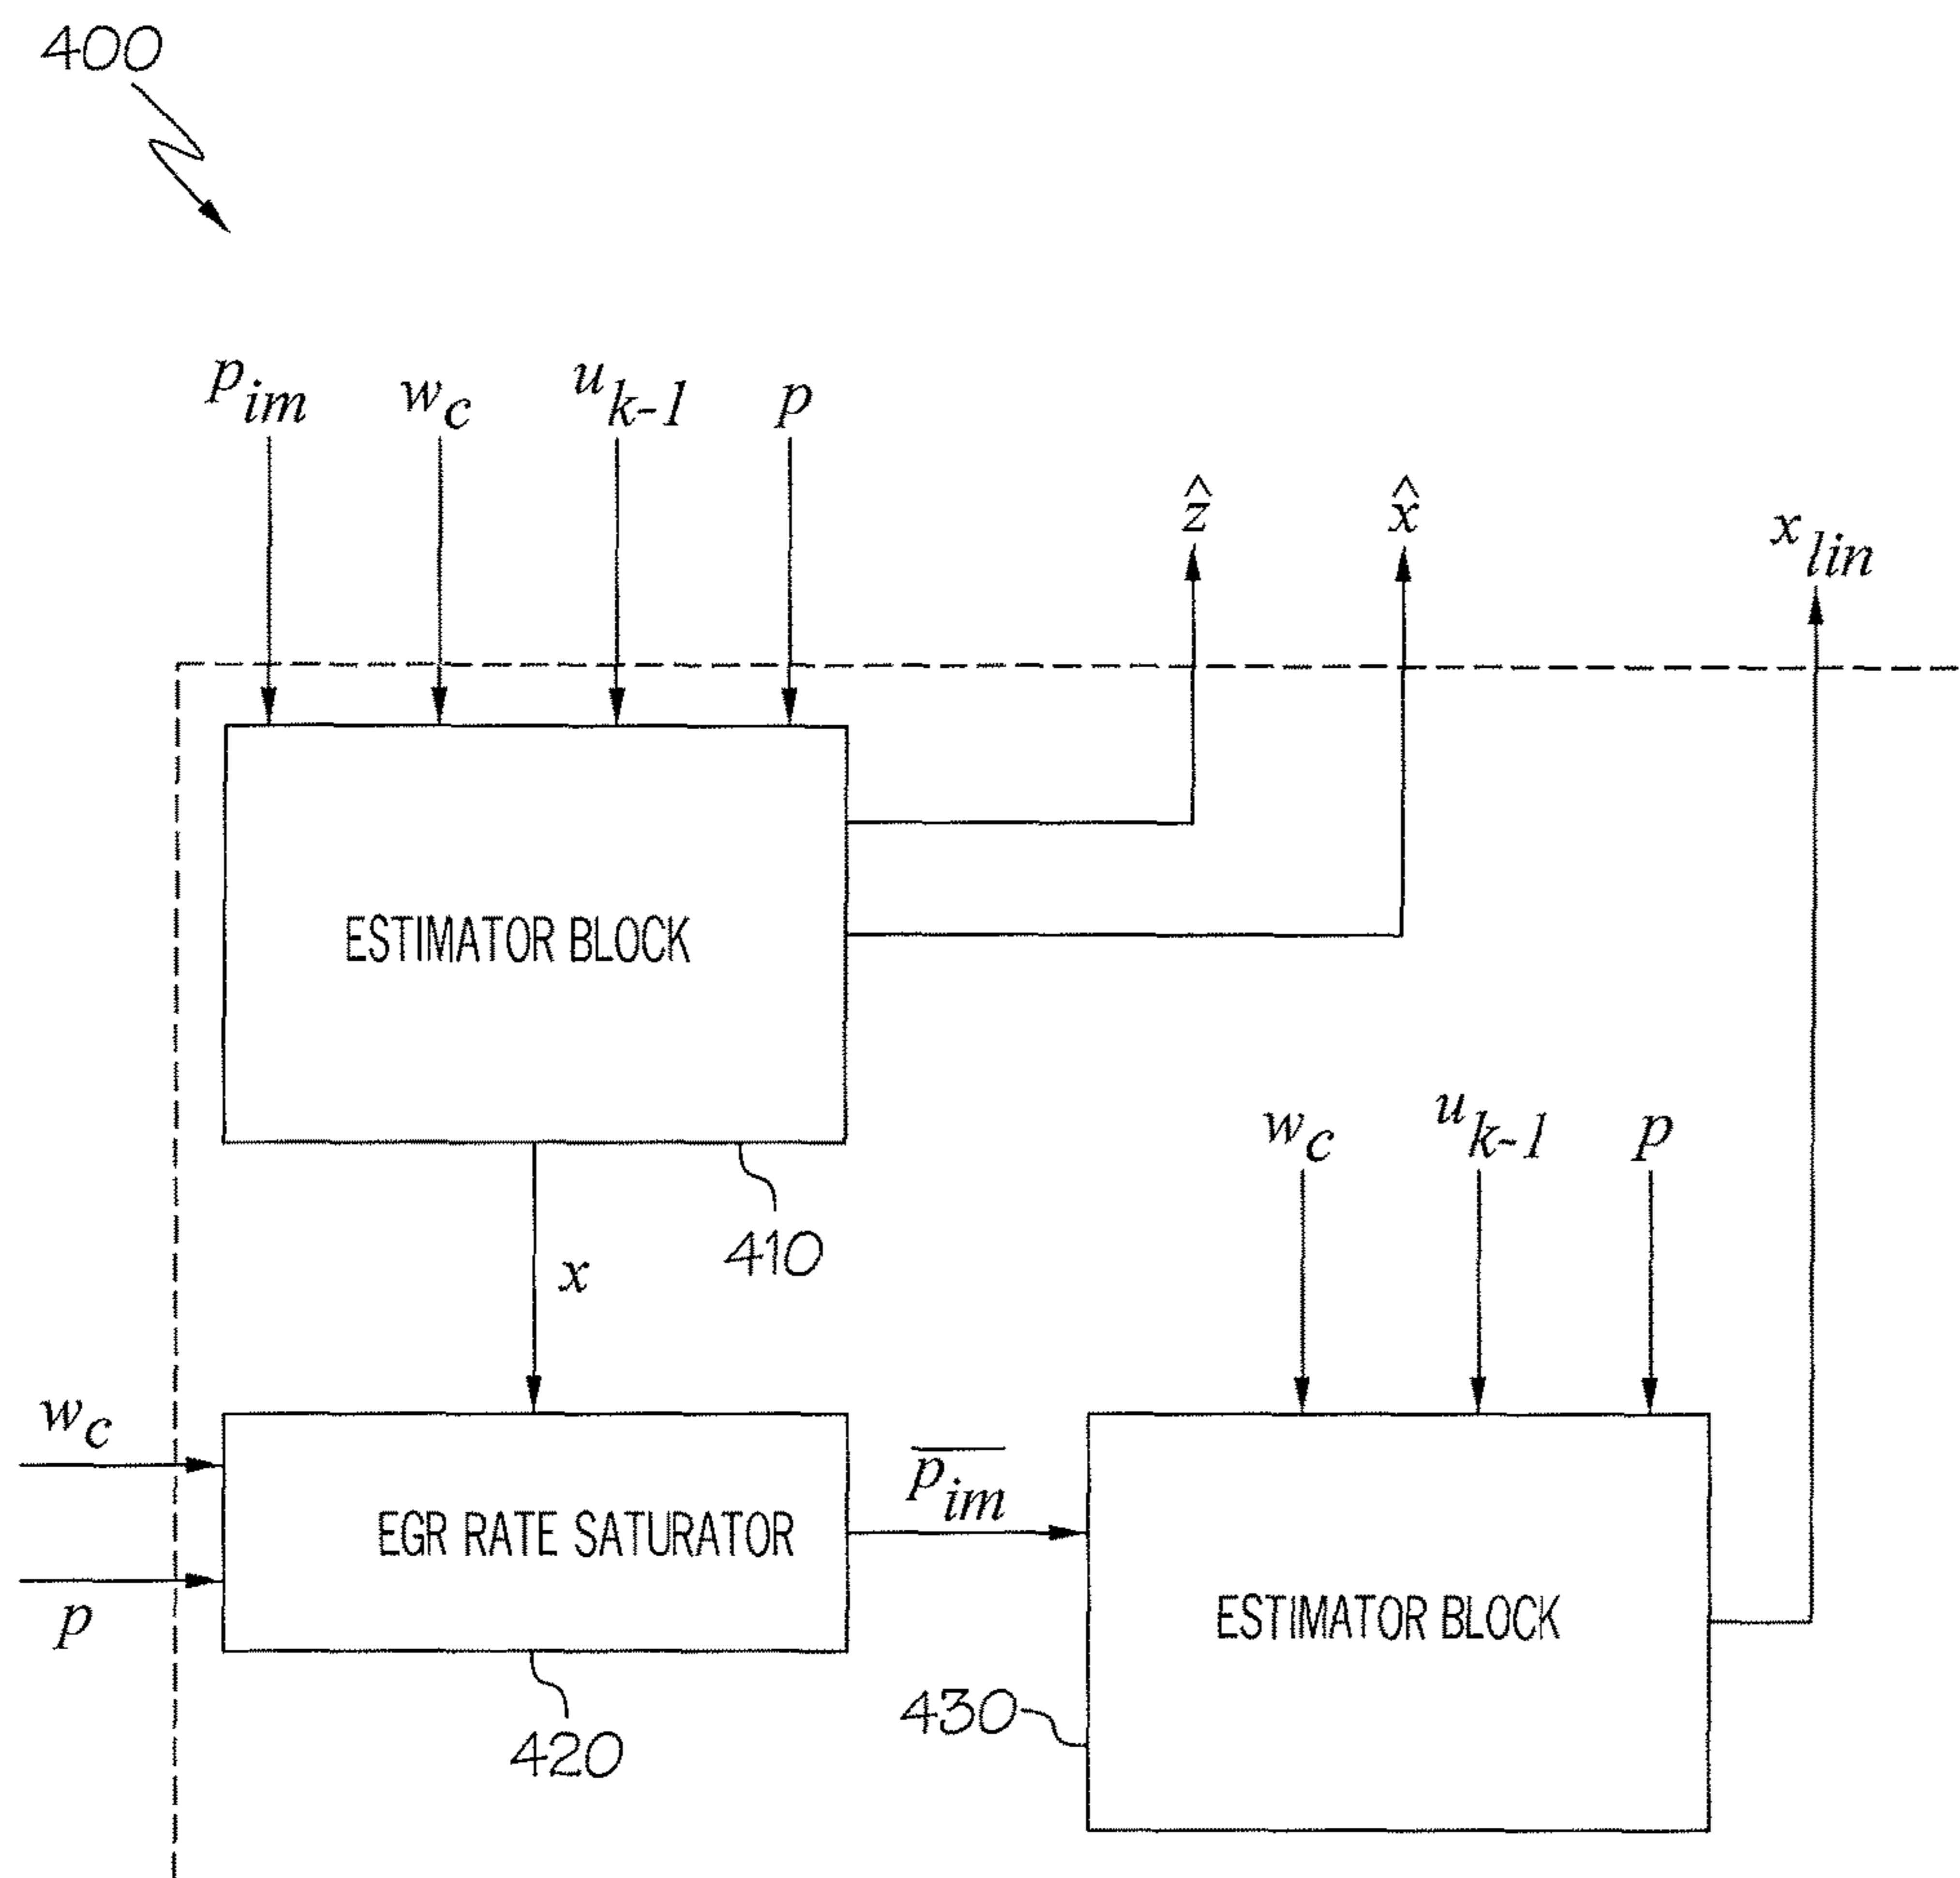 400
p_im w_c u_k-1 p
ẑ x̂ x_lin
ESTIMATOR BLOCK
410
x
w_c u_k-1 p
w_c
p
EGR RATE SATURATOR
420
p̅_i̅m̅
ESTIMATOR BLOCK
430